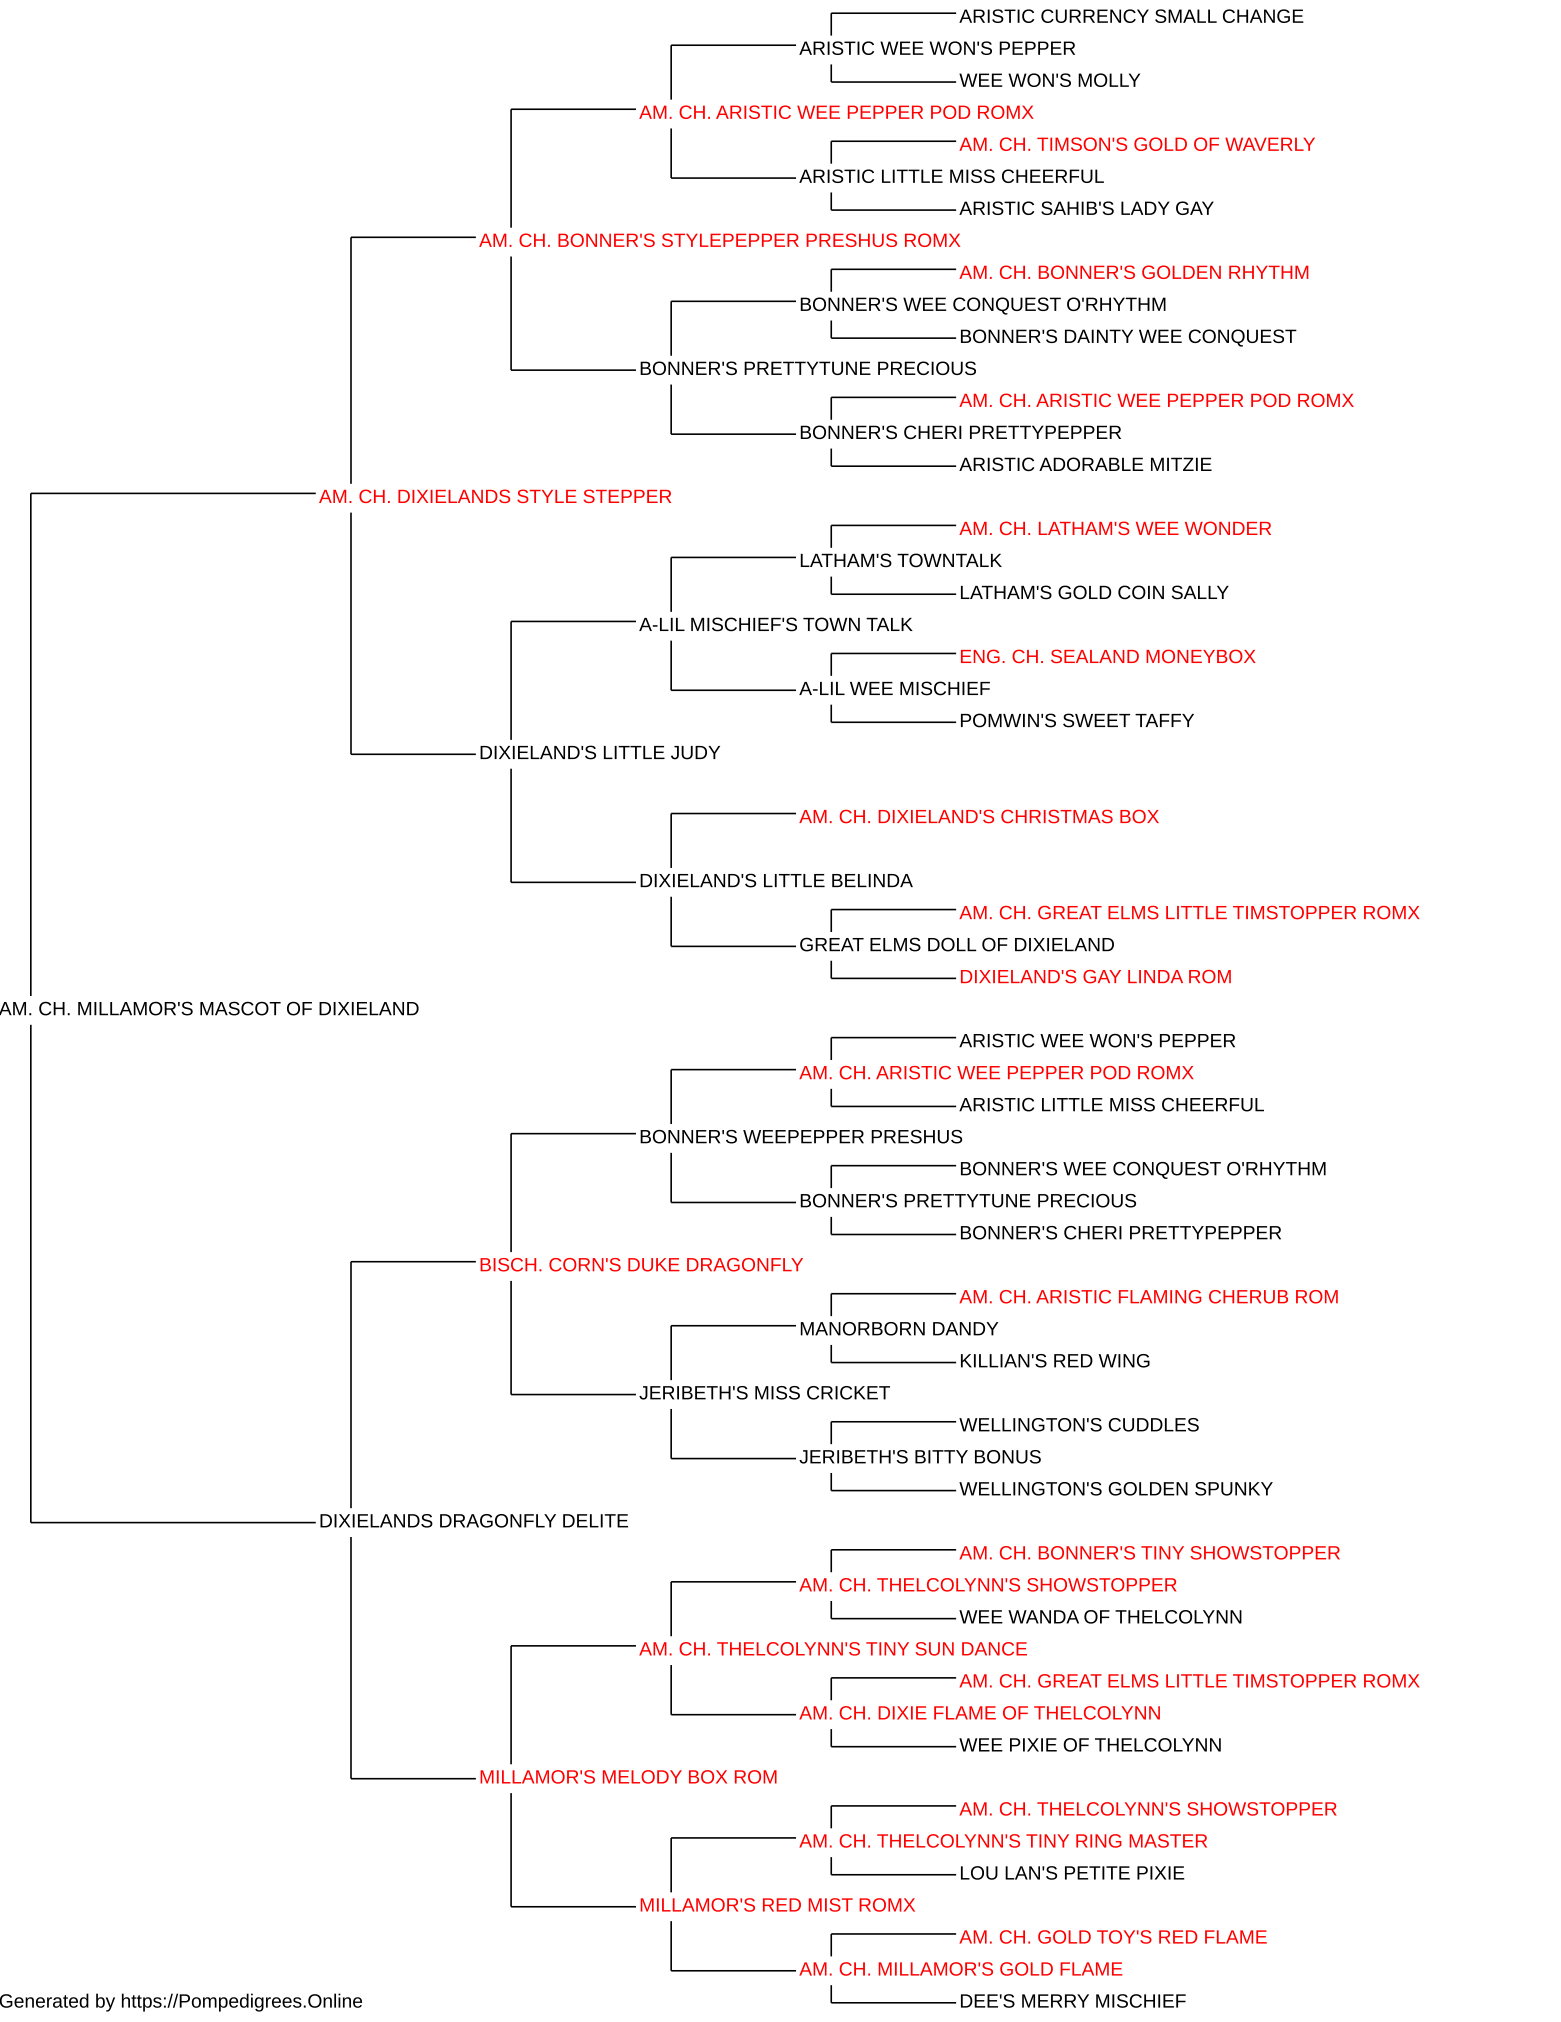 ARISTIC CURRENCY SMALL CHANGE
ARISTIC WEE WON'S PEPPER
WEE WON'S MOLLY
AM. CH. ARISTIC WEE PEPPER POD ROMX
AM. CH. TIMSON'S GOLD OF WAVERLY
ARISTIC LITTLE MISS CHEERFUL
ARISTIC SAHIB'S LADY GAY
AM. CH. BONNER'S STYLEPEPPER PRESHUS ROMX
AM. CH. BONNER'S GOLDEN RHYTHM
BONNER'S WEE CONQUEST O'RHYTHM
BONNER'S DAINTY WEE CONQUEST
BONNER'S PRETTYTUNE PRECIOUS
AM. CH. ARISTIC WEE PEPPER POD ROMX
BONNER'S CHERI PRETTYPEPPER
ARISTIC ADORABLE MITZIE
AM. CH. DIXIELANDS STYLE STEPPER
AM. CH. LATHAM'S WEE WONDER
LATHAM'S TOWNTALK
LATHAM'S GOLD COIN SALLY
A-LIL MISCHIEF'S TOWN TALK
ENG. CH. SEALAND MONEYBOX
A-LIL WEE MISCHIEF
POMWIN'S SWEET TAFFY
DIXIELAND'S LITTLE JUDY
AM. CH. DIXIELAND'S CHRISTMAS BOX
DIXIELAND'S LITTLE BELINDA
AM. CH. GREAT ELMS LITTLE TIMSTOPPER ROMX
GREAT ELMS DOLL OF DIXIELAND
DIXIELAND'S GAY LINDA ROM
AM. CH. MILLAMOR'S MASCOT OF DIXIELAND
ARISTIC WEE WON'S PEPPER
AM. CH. ARISTIC WEE PEPPER POD ROMX
ARISTIC LITTLE MISS CHEERFUL
BONNER'S WEEPEPPER PRESHUS
BONNER'S WEE CONQUEST O'RHYTHM
BONNER'S PRETTYTUNE PRECIOUS
BONNER'S CHERI PRETTYPEPPER
BISCH. CORN'S DUKE DRAGONFLY
AM. CH. ARISTIC FLAMING CHERUB ROM
MANORBORN DANDY
KILLIAN'S RED WING
JERIBETH'S MISS CRICKET
WELLINGTON'S CUDDLES
JERIBETH'S BITTY BONUS
WELLINGTON'S GOLDEN SPUNKY
DIXIELANDS DRAGONFLY DELITE
AM. CH. BONNER'S TINY SHOWSTOPPER
AM. CH. THELCOLYNN'S SHOWSTOPPER
WEE WANDA OF THELCOLYNN
AM. CH. THELCOLYNN'S TINY SUN DANCE
AM. CH. GREAT ELMS LITTLE TIMSTOPPER ROMX
AM. CH. DIXIE FLAME OF THELCOLYNN
WEE PIXIE OF THELCOLYNN
MILLAMOR'S MELODY BOX ROM
AM. CH. THELCOLYNN'S SHOWSTOPPER
AM. CH. THELCOLYNN'S TINY RING MASTER
LOU LAN'S PETITE PIXIE
MILLAMOR'S RED MIST ROMX
AM. CH. GOLD TOY'S RED FLAME
AM. CH. MILLAMOR'S GOLD FLAME
DEE'S MERRY MISCHIEF
Generated by https://Pompedigrees.Online